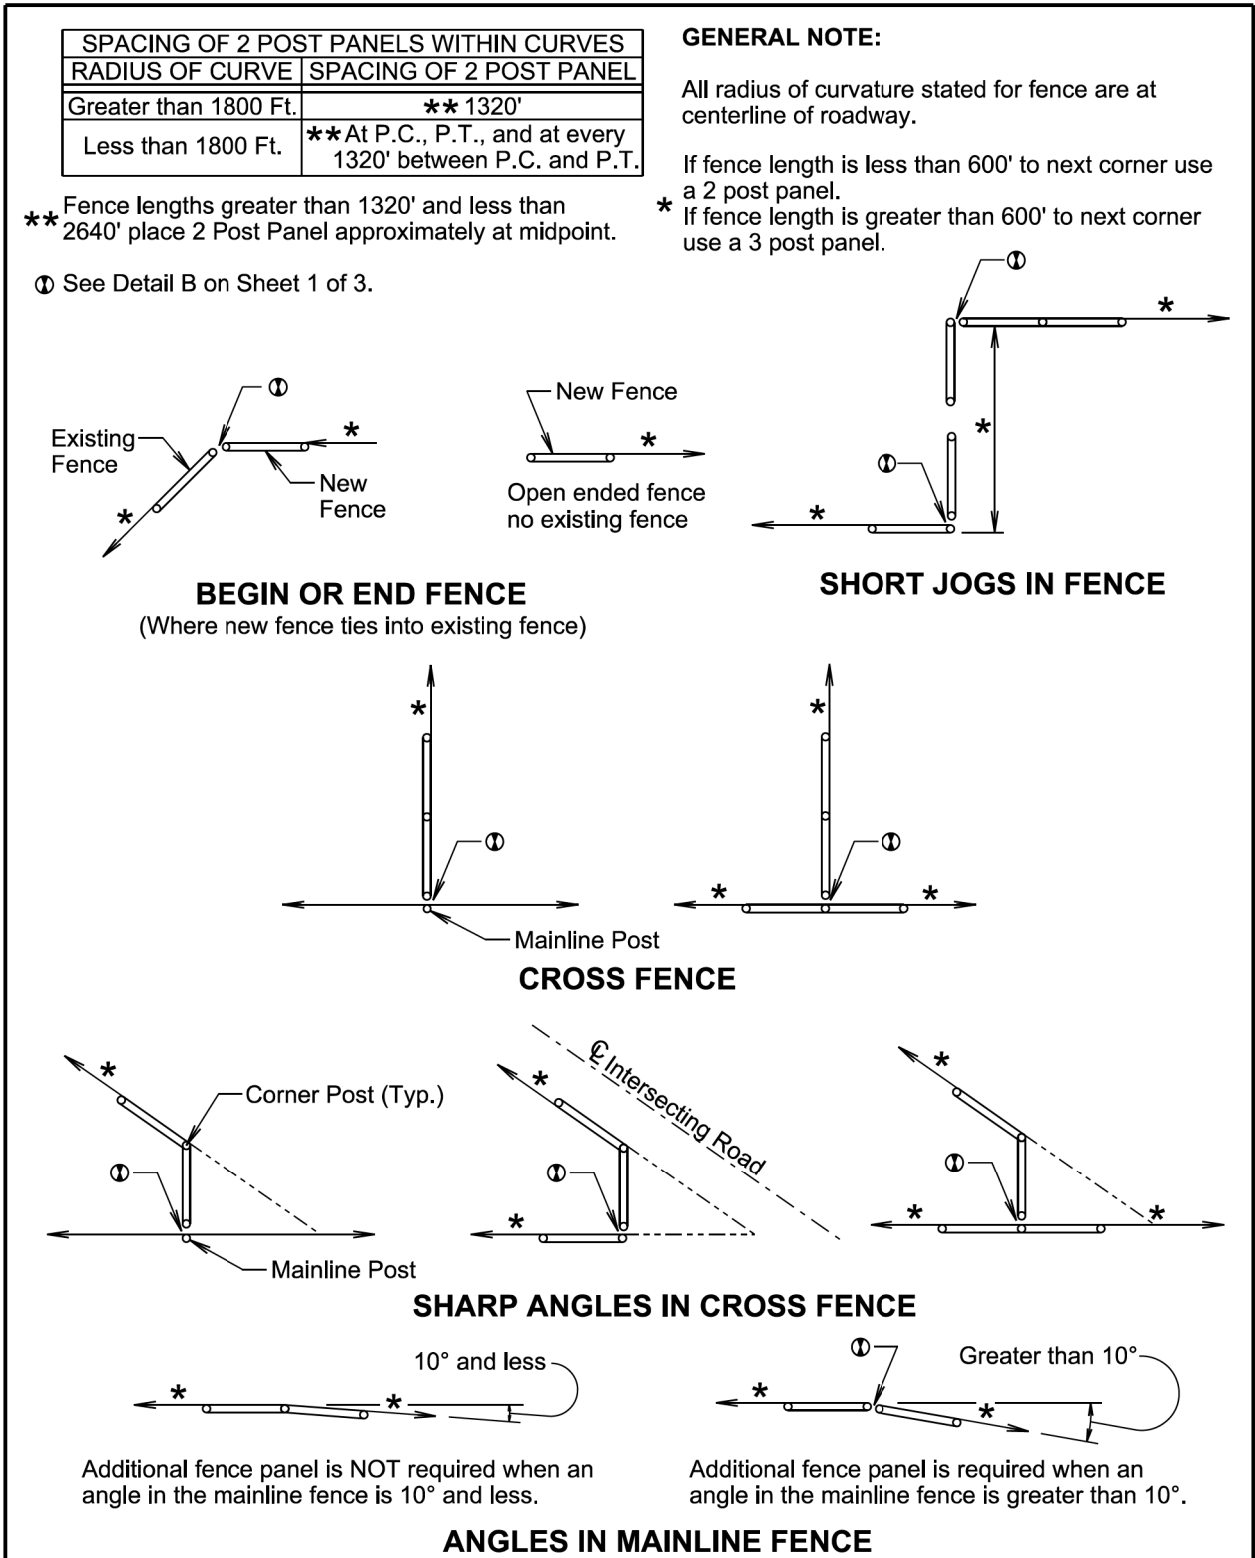 SPACING OF 2 POST PANELS WITHIN CURVES
RADIUS OF CURVE SPACING OF 2 POST PANEL
Greater than 1800 Ft. ** 1320'
Less than 1800 Ft. ** At P.C., P.T., and at every
1320' between P.C. and P.T.
** Fence lengths greater than 1320' and less than
2640' place 2 Post Panel approximately at midpoint.
See Detail B on Sheet 1 of 3.
GENERAL NOTE:
All radius of curvature stated for fence are at
centerline of roadway.
If fence length is less than 600' to next corner use
a 2 post panel.
* If fence length is greater than 600' to next corner
use a 3 post panel.
Existing
Fence
*
*
New
Fence
New Fence
*
Open ended fence
no existing fence
BEGIN OR END FENCE
(Where new fence ties into existing fence)
*
*
*
SHORT JOGS IN FENCE
*
Mainline Post
*
*
*
CROSS FENCE
*
Corner Post (Typ.)
Mainline Post
*
*
℄ Intersecting Road
*
*
*
SHARP ANGLES IN CROSS FENCE
10° and less
*
*
Additional fence panel is NOT required when an
angle in the mainline fence is 10° and less.
Greater than 10°
*
*
Additional fence panel is required when an
angle in the mainline fence is greater than 10°.
ANGLES IN MAINLINE FENCE